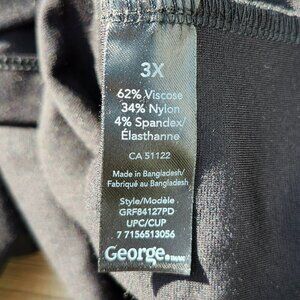 3X
62% Viscose
34% Nylon
4% Spandex/
Élasthanne
CA 51122
Made in Bangladesh/
Fabriqué au Bangladesh
Style/Modèle :
GRF84127PD
UPC/CUP
7 7156513056
George